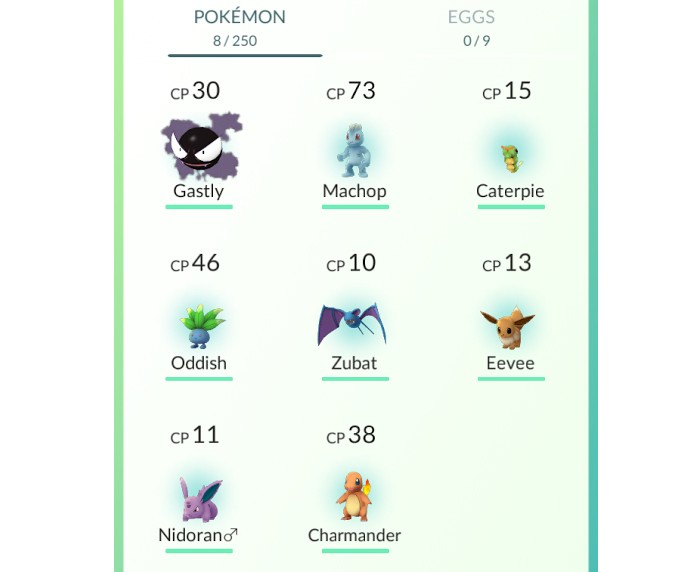 POKÉMON EGGS
8 / 250 0 / 9
CP 30 CP 73 CP 15
Gastly Machop Caterpie
CP 46 CP 10 CP 13
Oddish Zubat Eevee
CP 11 CP 38
Nidoran♂ Charmander